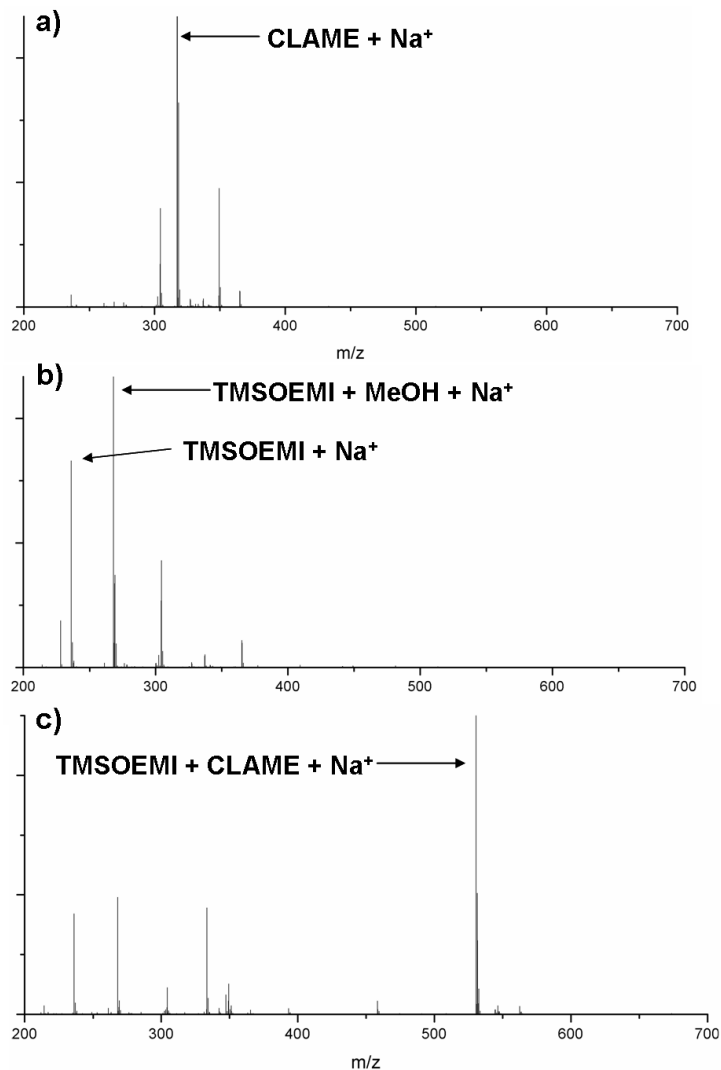 a)
CLAME + Na⁺
200 300 400 500 600 700
m/z
b)
TMSOEMI + MeOH + Na⁺
TMSOEMI + Na⁺
200 300 400 500 600 700
m/z
c)
TMSOEMI + CLAME + Na⁺
200 300 400 500 600 700
m/z